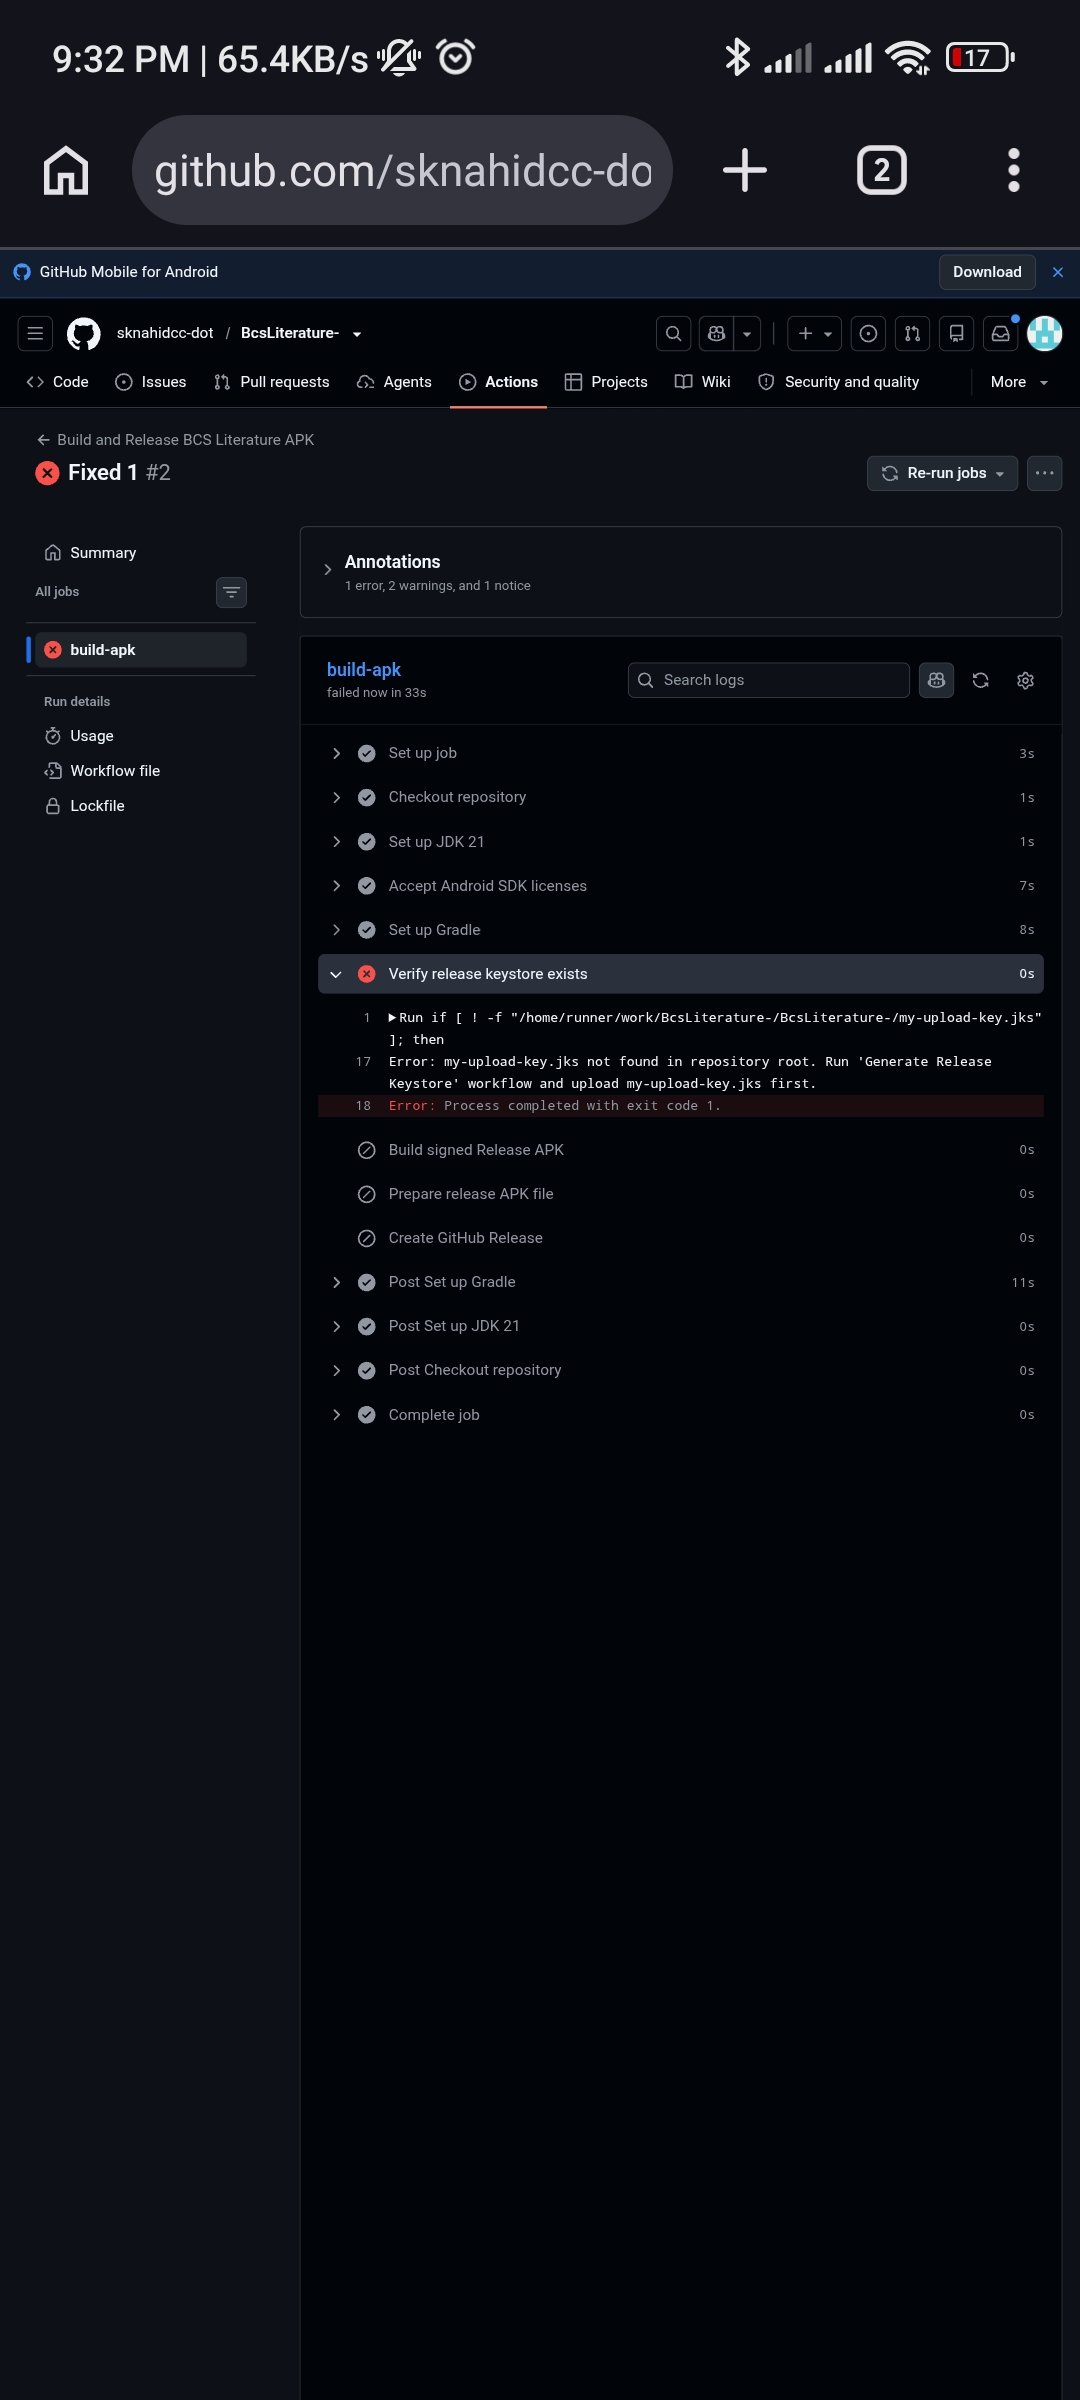 9:32 PM | 65.4KB/s
17
github.com/sknahidcc-do
2
GitHub Mobile for Android
Download
sknahidcc-dot / BcsLiterature-
Code
Issues
Pull requests
Agents
Actions
Projects
Wiki
Security and quality
More
Build and Release BCS Literature APK
Fixed 1 #2
Re-run jobs
Summary
All jobs
build-apk
Run details
Usage
Workflow file
Lockfile
Annotations
1 error, 2 warnings, and 1 notice
build-apk
failed now in 33s
Search logs
Set up job 3s
Checkout repository 1s
Set up JDK 21 1s
Accept Android SDK licenses 7s
Set up Gradle 8s
Verify release keystore exists 0s
1 Run if [ ! -f "/home/runner/work/BcsLiterature-/BcsLiterature-/my-upload-key.jks"
]; then
17 Error: my-upload-key.jks not found in repository root. Run 'Generate Release
Keystore' workflow and upload my-upload-key.jks first.
18 Error: Process completed with exit code 1.
Build signed Release APK 0s
Prepare release APK file 0s
Create GitHub Release 0s
Post Set up Gradle 11s
Post Set up JDK 21 0s
Post Checkout repository 0s
Complete job 0s